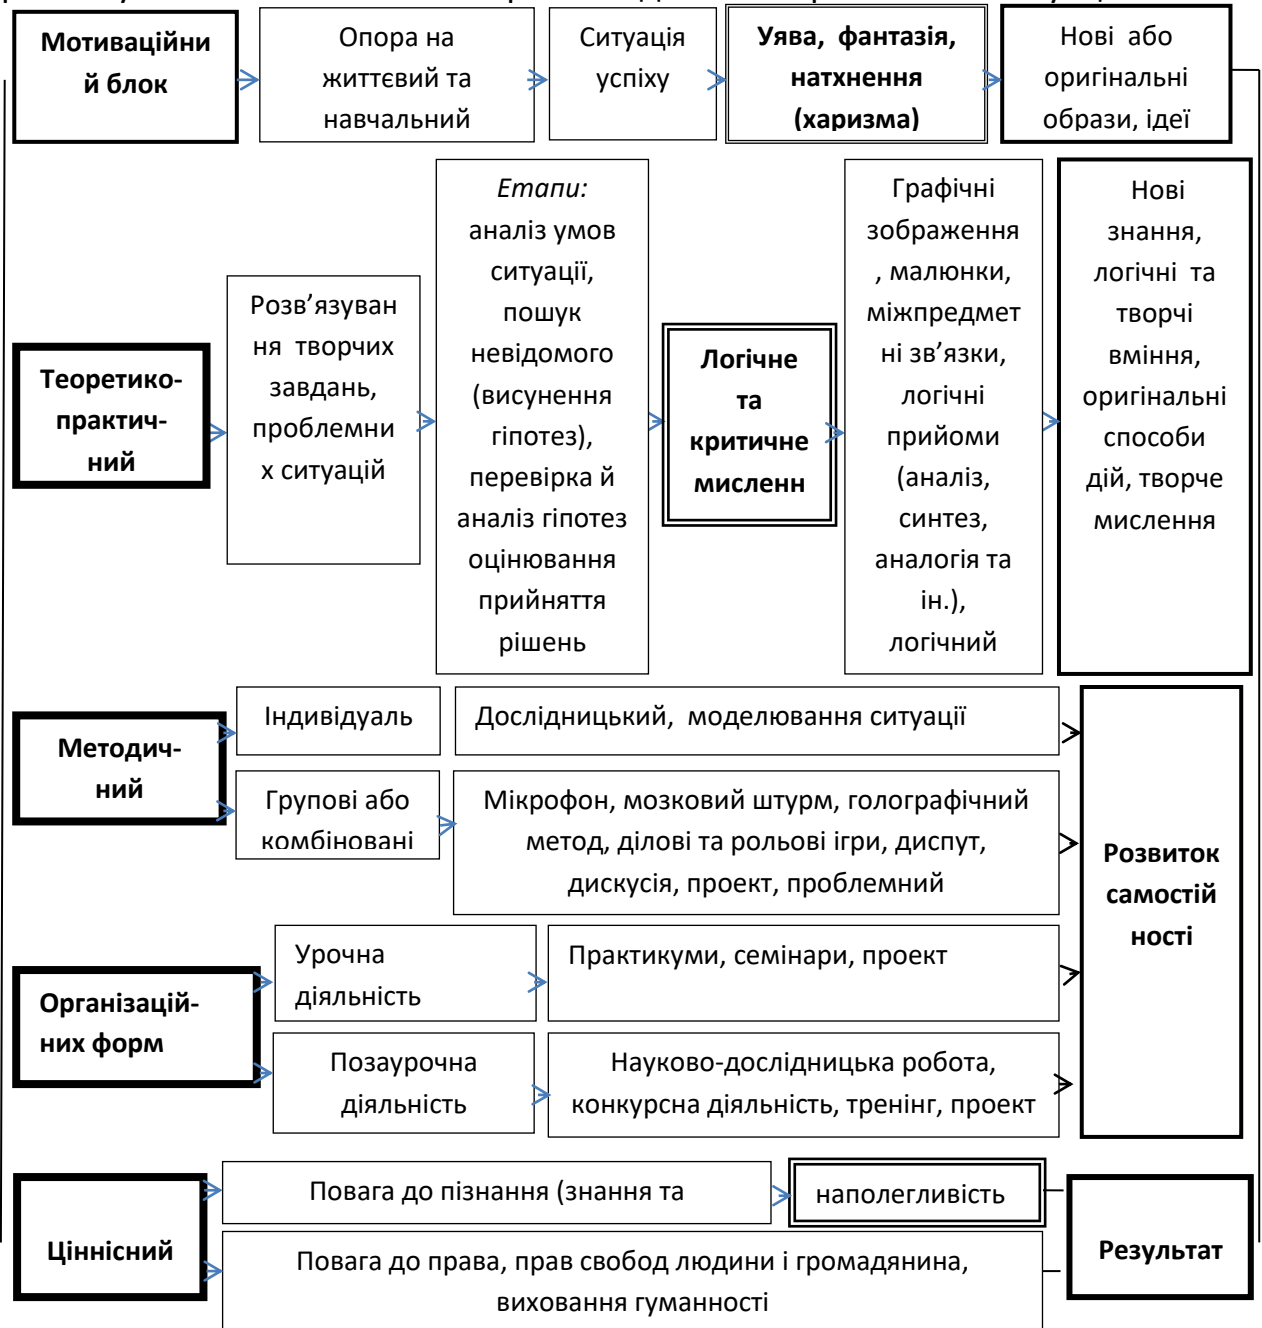 Мотиваційни
й блок
Опора на
життєвий та
навчальний
Ситуація
успіху
Уява, фантазія,
натхнення
(харизма)
Нові або
оригінальні
образи, ідеї
Теоретико-
практич-
ний
Розв’язуван
ня творчих
завдань,
проблемни
х ситуацій
Етапи:
аналіз умов
ситуації,
пошук
невідомого
(висунення
гіпотез),
перевірка й
аналіз гіпотез
оцінювання
прийняття
рішень
Логічне
та
критичне
мисленн
Графічні
зображення
, малюнки,
міжпредмет
ні зв’язки,
логічні
прийоми
(аналіз,
синтез,
аналогія та
ін.),
логічний
Нові
знання,
логічні та
творчі
вміння,
оригінальні
способи
дій, творче
мислення
Методич-
ний
Індивідуаль
Дослідницький, моделювання ситуації
Групові або
комбіновані
Мікрофон, мозковий штурм, голографічний
метод, ділові та рольові ігри, диспут,
дискусія, проект, проблемний
Розвиток
самостій
ності
Організацій-
них форм
Урочна
діяльність
Практикуми, семінари, проект
Позаурочна
діяльність
Науково-дослідницька робота,
конкурсна діяльність, тренінг, проект
Ціннісний
Повага до пізнання (знання та
наполегливість
Повага до права, прав свобод людини і громадянина,
виховання гуманності
Результат